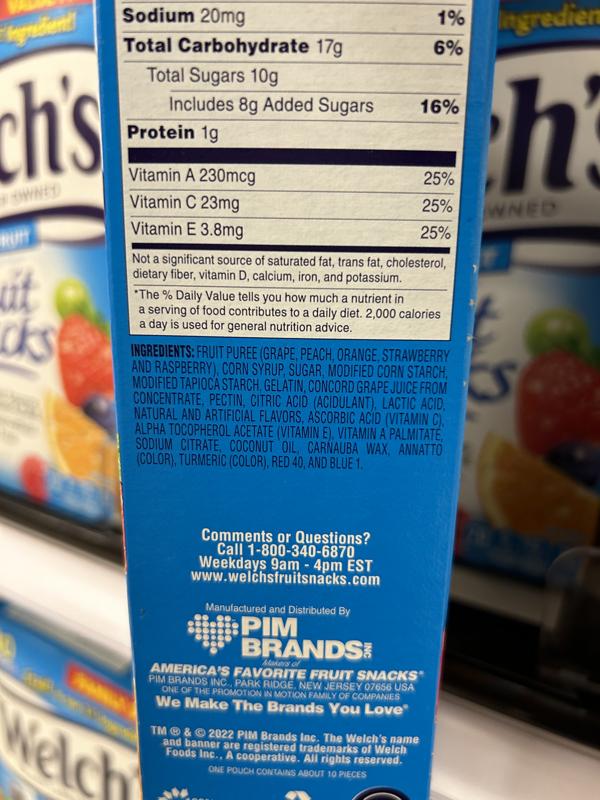 Sodium 20mg 1%
Total Carbohydrate 17g 6%
Total Sugars 10g
Includes 8g Added Sugars 16%
Protein 1g
Vitamin A 230mcg 25%
Vitamin C 23mg 25%
Vitamin E 3.8mg 25%
Not a significant source of saturated fat, trans fat, cholesterol,
dietary fiber, vitamin D, calcium, iron, and potassium.
*The % Daily Value tells you how much a nutrient in
a serving of food contributes to a daily diet. 2,000 calories
a day is used for general nutrition advice.
INGREDIENTS: FRUIT PUREE (GRAPE, PEACH, ORANGE, STRAWBERRY
AND RASPBERRY), CORN SYRUP, SUGAR, MODIFIED CORN STARCH,
MODIFIED TAPIOCA STARCH, GELATIN, CONCORD GRAPE JUICE FROM
CONCENTRATE, PECTIN, CITRIC ACID (ACIDULANT), LACTIC ACID,
NATURAL AND ARTIFICIAL FLAVORS, ASCORBIC ACID (VITAMIN C),
ALPHA TOCOPHEROL ACETATE (VITAMIN E), VITAMIN A PALMITATE,
SODIUM CITRATE, COCONUT OIL, CARNAUBA WAX, ANNATTO
(COLOR), TURMERIC (COLOR), RED 40, AND BLUE 1.
Comments or Questions?
Call 1-800-340-6870
Weekdays 9am - 4pm EST
www.welchsfruitsnacks.com
Manufactured and Distributed By
PIM
BRANDS INC
Makers of
AMERICA'S FAVORITE FRUIT SNACKS®
PIM BRANDS INC., PARK RIDGE, NEW JERSEY 07656 USA
ONE OF THE PROMOTION IN MOTION FAMILY OF COMPANIES
We Make The Brands You Love®
TM ® & © 2022 PIM Brands Inc. The Welch's name
and banner are registered trademarks of Welch
Foods Inc., A cooperative. All rights reserved.
ONE POUCH CONTAINS ABOUT 10 PIECES
ch's
OWNED
FRUIT
uit
cks
Welch
Ingredient
ch's
OWNED